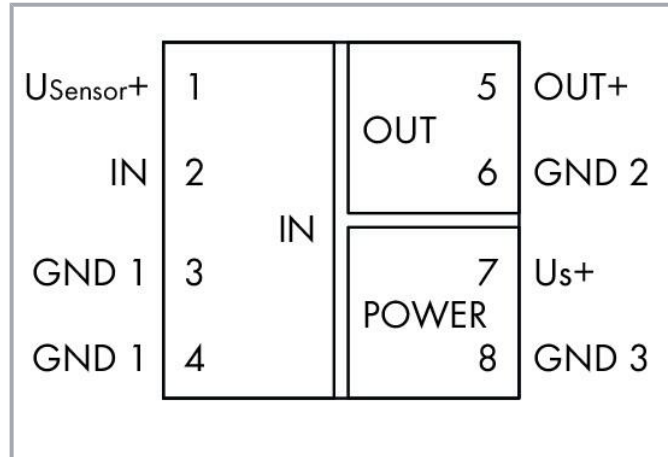 USensor+ 1 5 OUT+
OUT
IN 2 6 GND 2
IN
GND 1 3 7 Us+
POWER
GND 1 4 8 GND 3